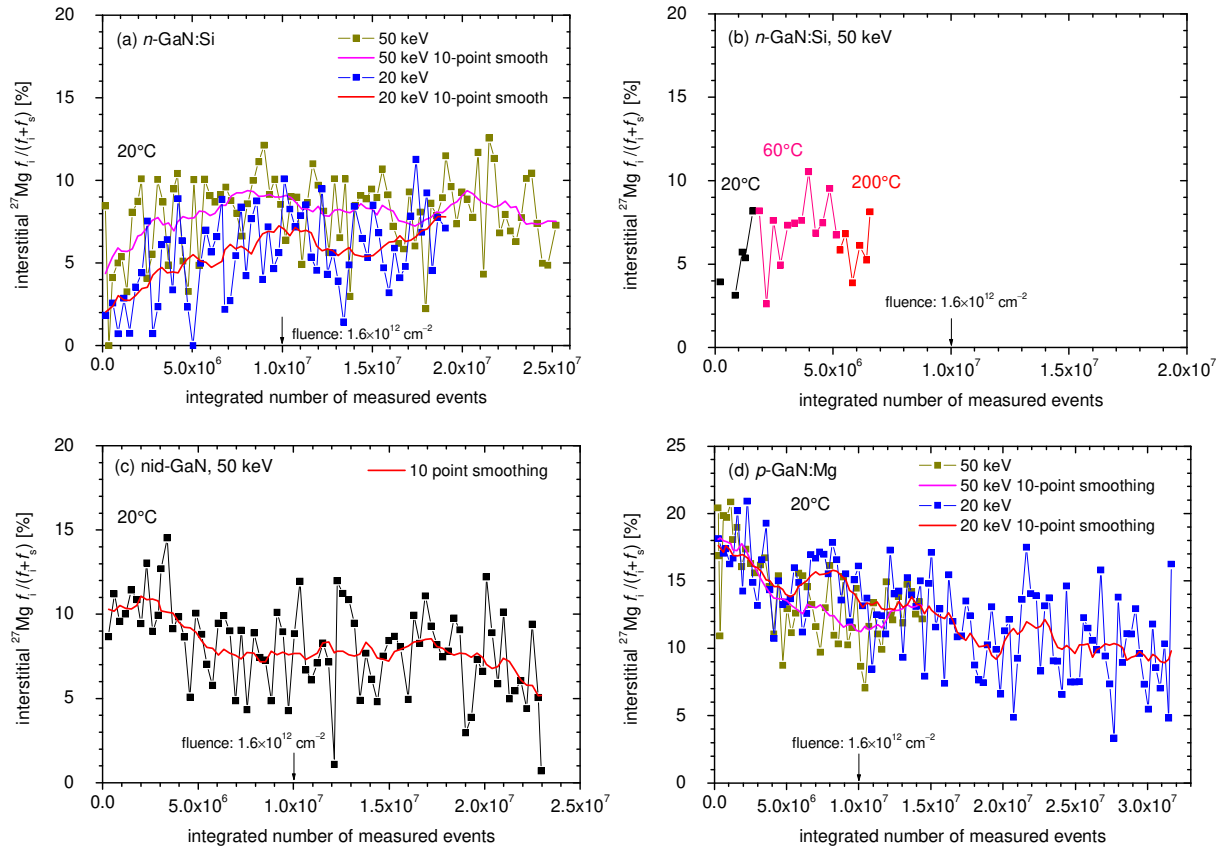 (a) n-GaN:Si
50 keV
50 keV 10-point smooth
20 keV
20 keV 10-point smooth
20°C
fluence: 1.6×10¹² cm⁻²
20
15
10
5
0
0.0 5.0x10⁶ 1.0x10⁷ 1.5x10⁷ 2.0x10⁷ 2.5x10⁷
integrated number of measured events
interstitial ²⁷Mg fᵢ/(fᵢ+fₛ) [%]
(b) n-GaN:Si, 50 keV
60°C
20°C
200°C
fluence: 1.6×10¹² cm⁻²
20
15
10
5
0
0.0 5.0x10⁶ 1.0x10⁷ 1.5x10⁷ 2.0x10⁷
integrated number of measured events
interstitial ²⁷Mg fᵢ/(fᵢ+fₛ) [%]
(c) nid-GaN, 50 keV
10 point smoothing
20°C
fluence: 1.6×10¹² cm⁻²
20
15
10
5
0
0.0 5.0x10⁶ 1.0x10⁷ 1.5x10⁷ 2.0x10⁷ 2.5x10⁷
integrated number of measured events
interstitial ²⁷Mg fᵢ/(fᵢ+fₛ) [%]
(d) p-GaN:Mg
50 keV
50 keV 10-point smoothing
20 keV
20 keV 10-point smoothing
20°C
fluence: 1.6×10¹² cm⁻²
25
20
15
10
5
0
0.0 5.0x10⁶ 1.0x10⁷ 1.5x10⁷ 2.0x10⁷ 2.5x10⁷ 3.0x10⁷
integrated number of measured events
interstitial ²⁷Mg fᵢ/(fᵢ+fₛ) [%]